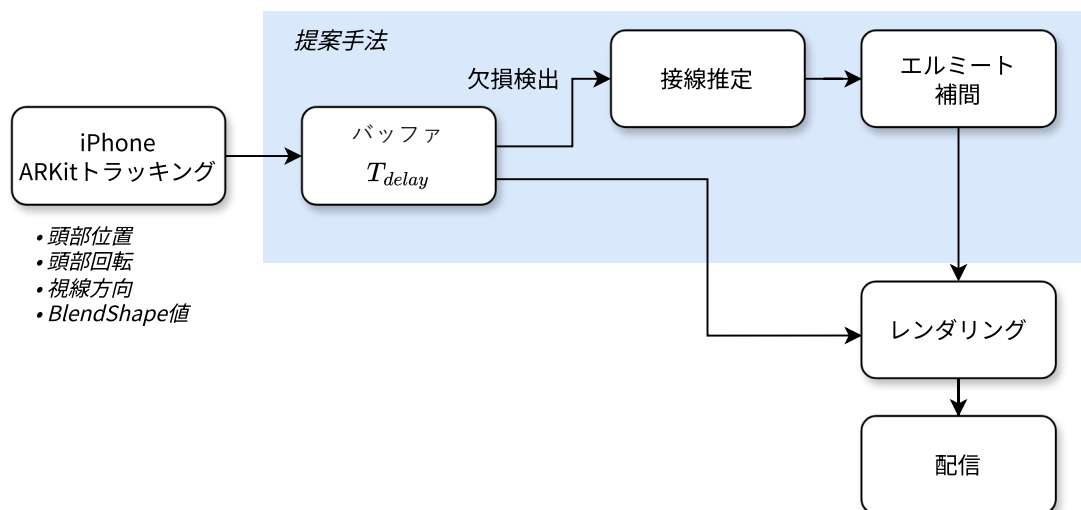 提案手法
欠損検出
接線推定
エルミート
補間
iPhone
ARKitトラッキング
バッファ
T_{delay}
• 頭部位置
• 頭部回転
• 視線方向
• BlendShape値
レンダリング
配信